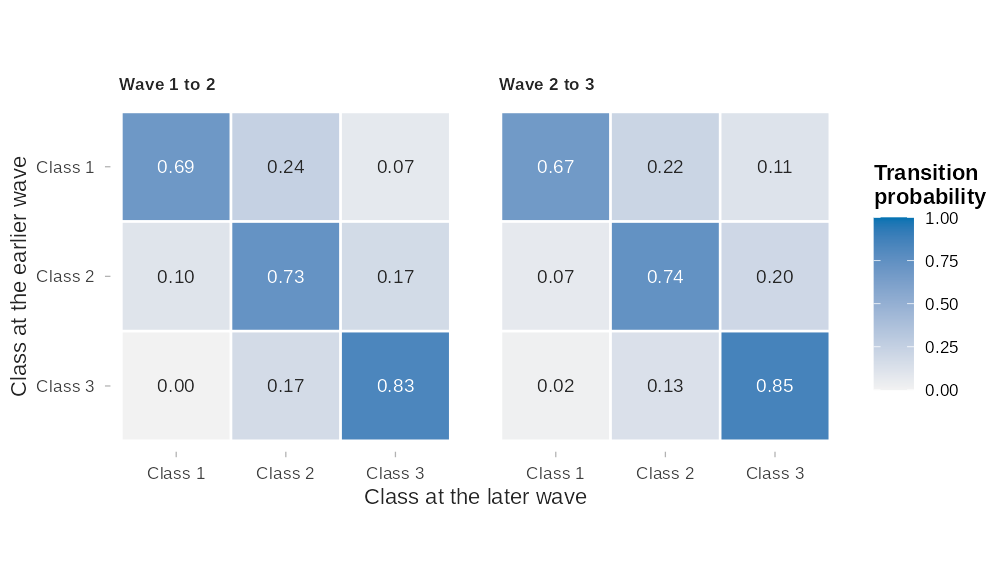 Wave 1 to 2
Wave 2 to 3
Class at the earlier wave
Class 1
0.69 0.24 0.07
0.67 0.22 0.11
Class 2
0.10 0.73 0.17
0.07 0.74 0.20
Class 3
0.00 0.17 0.83
0.02 0.13 0.85
Class 1 Class 2 Class 3
Class 1 Class 2 Class 3
Class at the later wave
Transition
probability
1.00
0.75
0.50
0.25
0.00